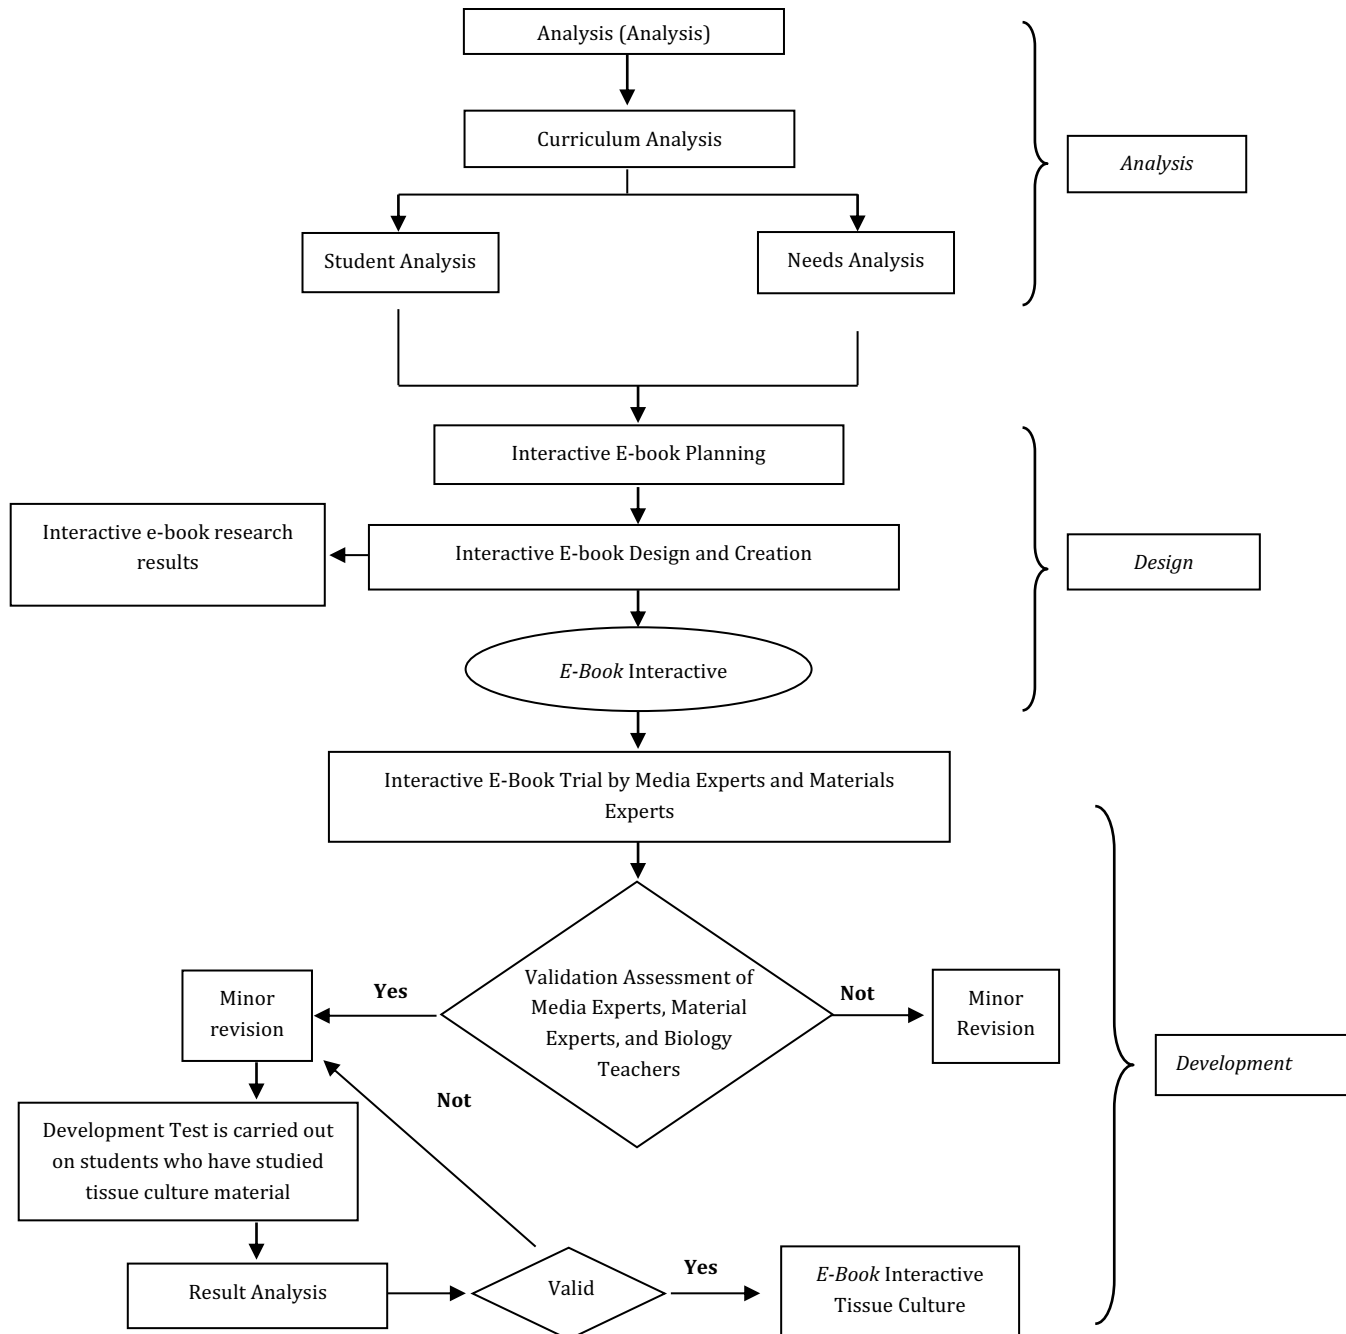 Analysis (Analysis)
Curriculum Analysis
Analysis
Student Analysis
Needs Analysis
Interactive E-book Planning
Interactive e-book research
results
Interactive E-book Design and Creation
Design
E-Book Interactive
Interactive E-Book Trial by Media Experts and Materials
Experts
Minor
revision
Yes
Validation Assessment of
Media Experts, Material
Experts, and Biology
Teachers
Not
Minor
Revision
Development
Not
Development Test is carried out
on students who have studied
tissue culture material
Result Analysis
Valid
Yes
E-Book Interactive
Tissue Culture